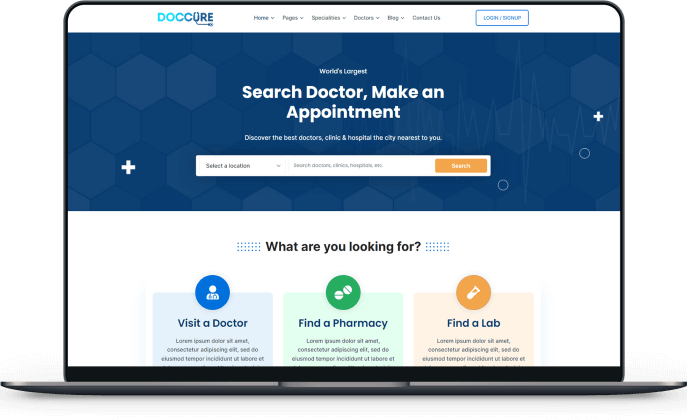 DOCCURE
Home Pages Specialities Doctors Blog Contact Us
LOGIN / SIGNUP
World's Largest
Search Doctor, Make an
Appointment
Discover the best doctors, clinic & hospital the city nearest to you.
Select a location
Search doctors, clinics, hospitals, etc.
Search
What are you looking for?
Visit a Doctor
Lorem ipsum dolor sit amet,
consectetur adipiscing elit, sed do
eiusmod tempor incididunt ut labore et
Find a Pharmacy
Lorem ipsum dolor sit amet,
consectetur adipiscing elit, sed do
eiusmod tempor incididunt ut labore et
Find a Lab
Lorem ipsum dolor sit amet,
consectetur adipiscing elit, sed do
eiusmod tempor incididunt ut labore et